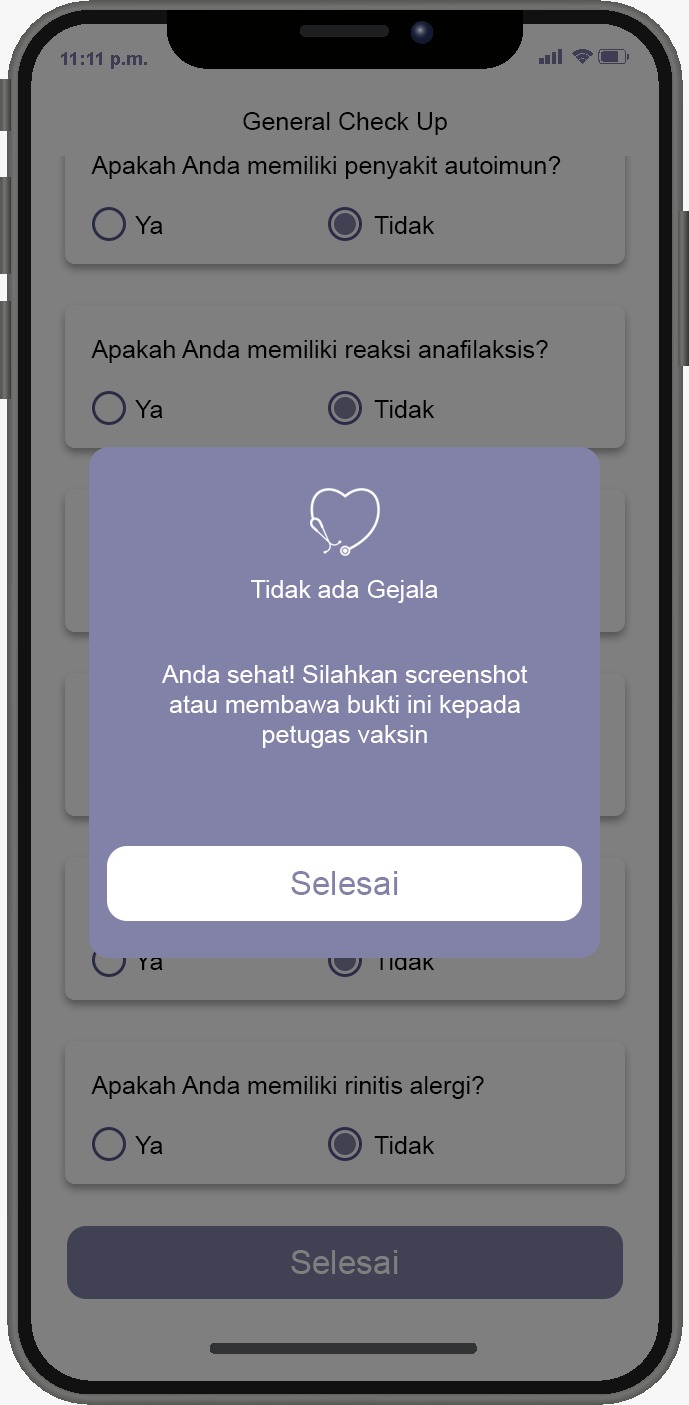 11:11 p.m.
General Check Up
Apakah Anda memiliki penyakit autoimun?
Ya Tidak
Apakah Anda memiliki reaksi anafilaksis?
Ya Tidak
Tidak ada Gejala
Anda sehat! Silahkan screenshot
atau membawa bukti ini kepada
petugas vaksin
Selesai
Ya Tidak
Apakah Anda memiliki rinitis alergi?
Ya Tidak
Selesai